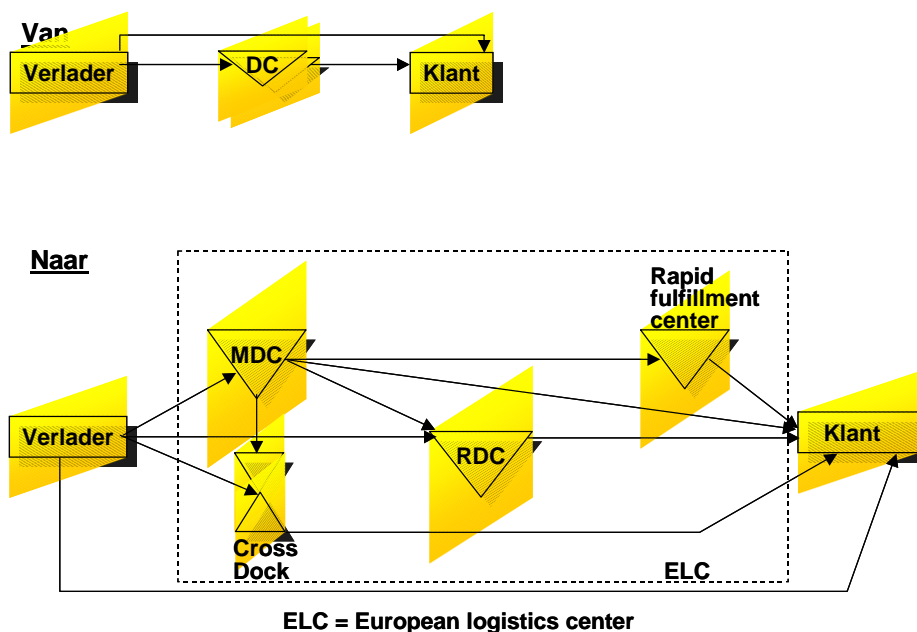 Van
Verlader
DC
Klant
Naar
Rapid
fulfillment
center
MDC
Verlader
RDC
Klant
Cross
Dock
ELC
ELC = European logistics center